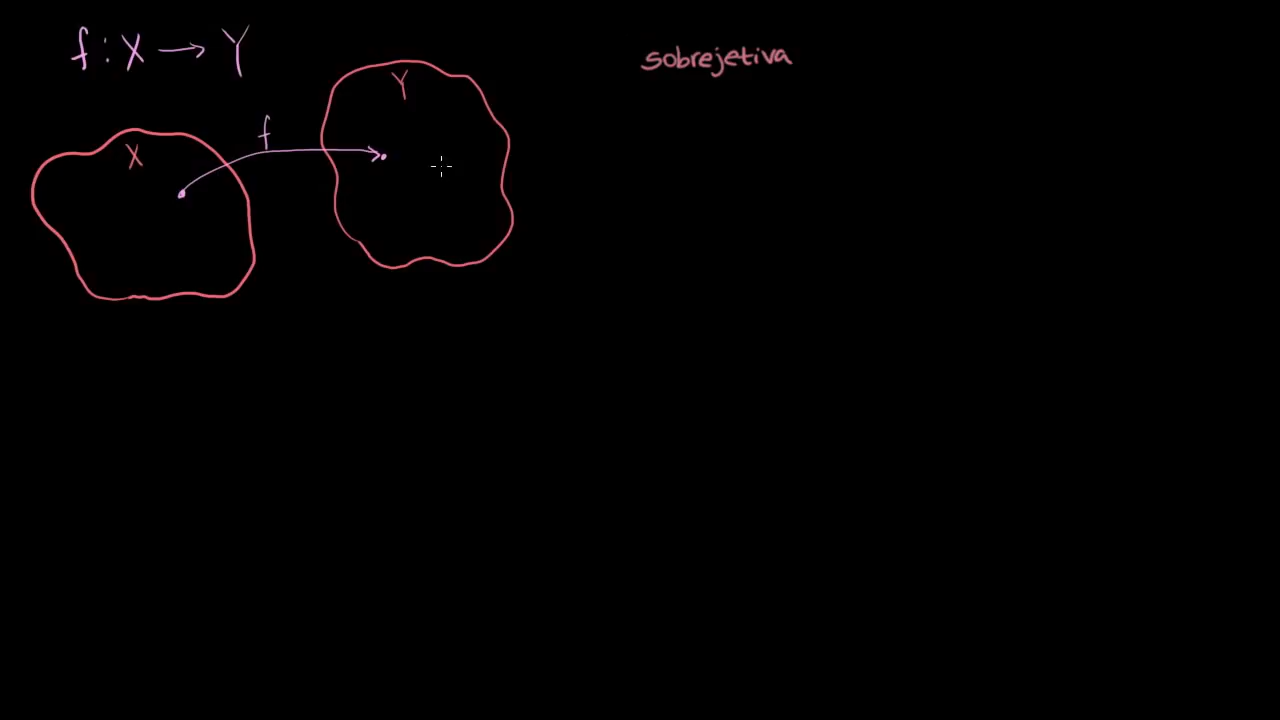 f : X → Y
sobrejetiva
Y
f
X